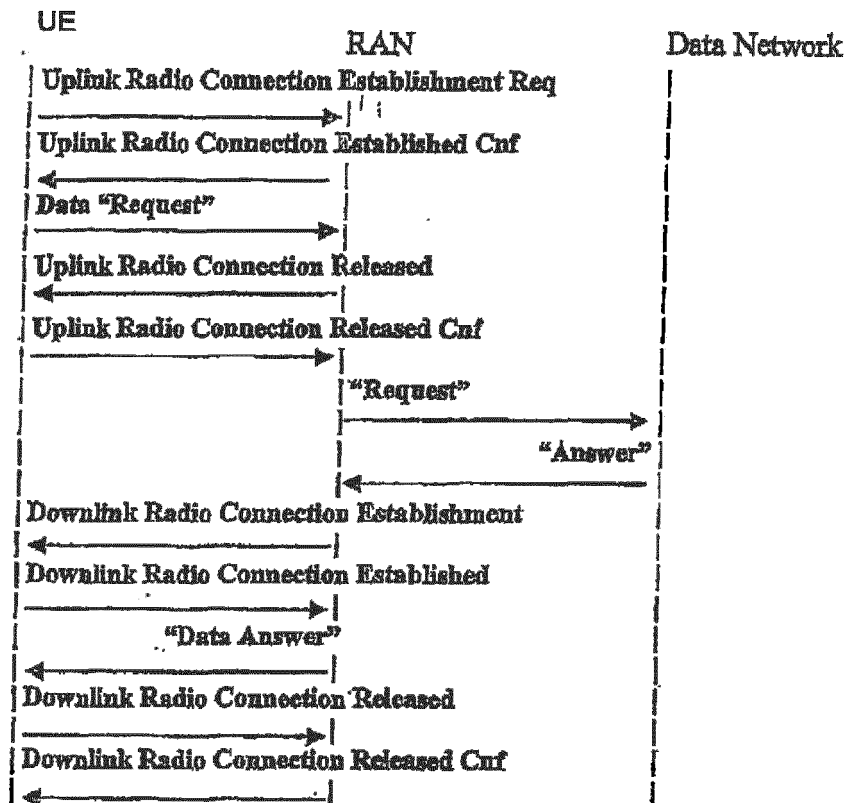 UE
RAN
Data Network
Uplink Radio Connection Establishment Req
Uplink Radio Connection Established Cnf
Data “Request”
Uplink Radio Connection Released
Uplink Radio Connection Released Cnf
“Request”
“Answer”
Downlink Radio Connection Establishment
Downlink Radio Connection Established
“Data Answer”
Downlink Radio Connection Released
Downlink Radio Connection Released Cnf